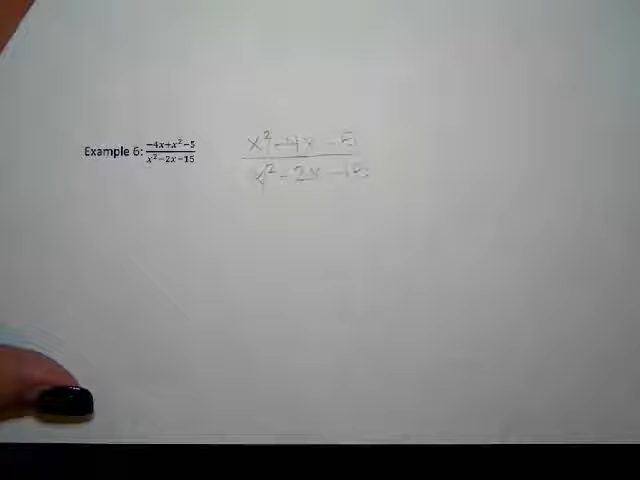 Example 6: (-4x+x²-5)/(x²-2x-15)
x² - 4x - 5
x² - 2x - 15